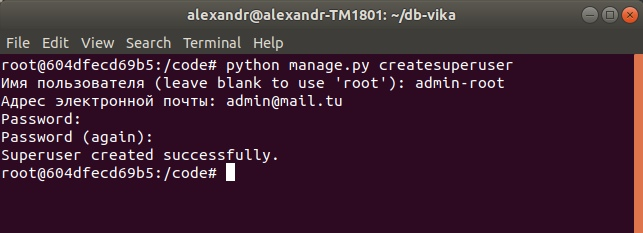 alexandr@alexandr-TM1801: ~/db-vika
File Edit View Search Terminal Help
root@604dfecd69b5:/code# python manage.py createsuperuser
Имя пользователя (leave blank to use 'root'): admin-root
Адрес электронной почты: admin@mail.tu
Password:
Password (again):
Superuser created successfully.
root@604dfecd69b5:/code#